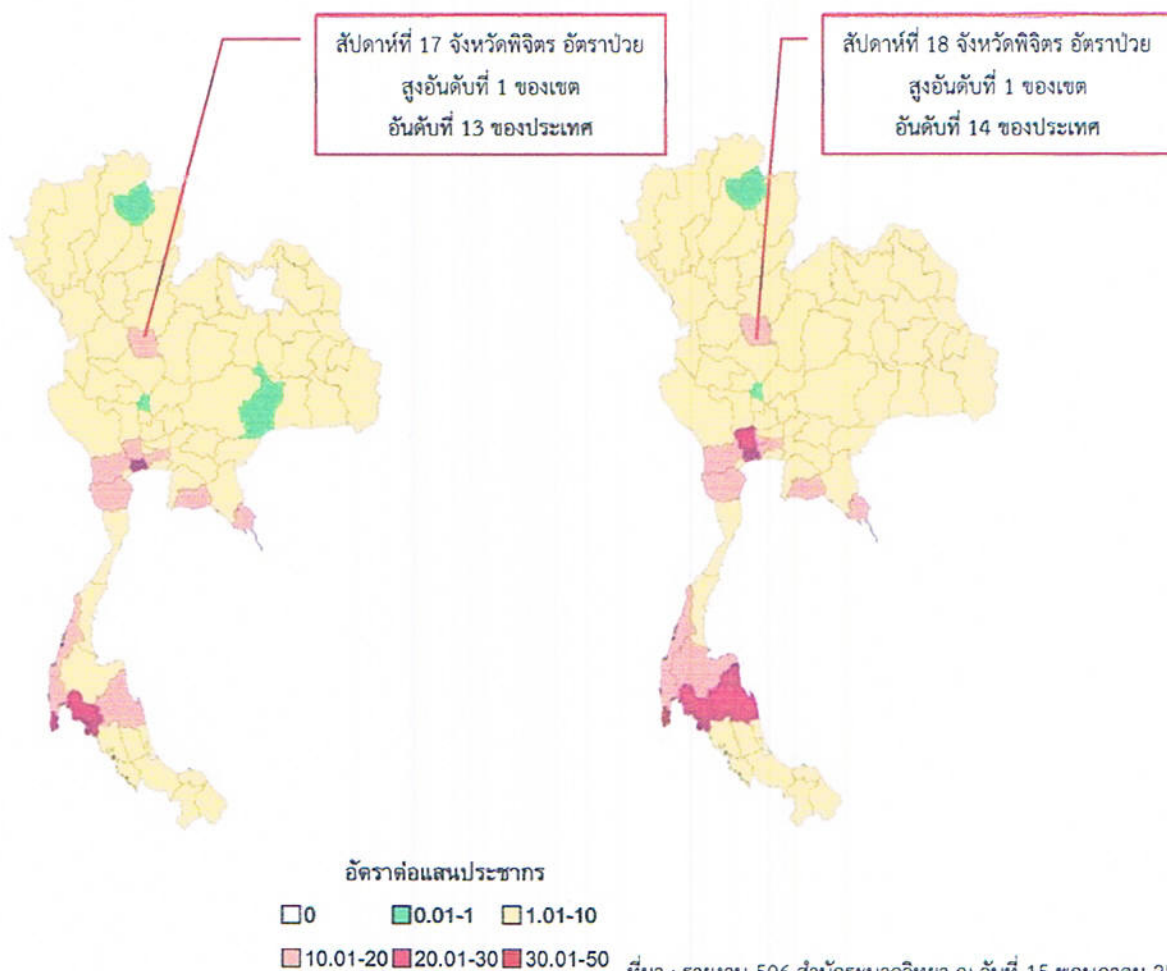 สัปดาห์ที่ 17 จังหวัดพิจิตร อัตราป่วย
สูงอันดับที่ 1 ของเขต
อันดับที่ 13 ของประเทศ
สัปดาห์ที่ 18 จังหวัดพิจิตร อัตราป่วย
สูงอันดับที่ 1 ของเขต
อันดับที่ 14 ของประเทศ
อัตราต่อแสนประชากร
0 0.01-1 1.01-10
10.01-20 20.01-30 30.01-50
ที่มา : รายงาน 506 สำนักระบาดวิทยา ณ วันที่ 15